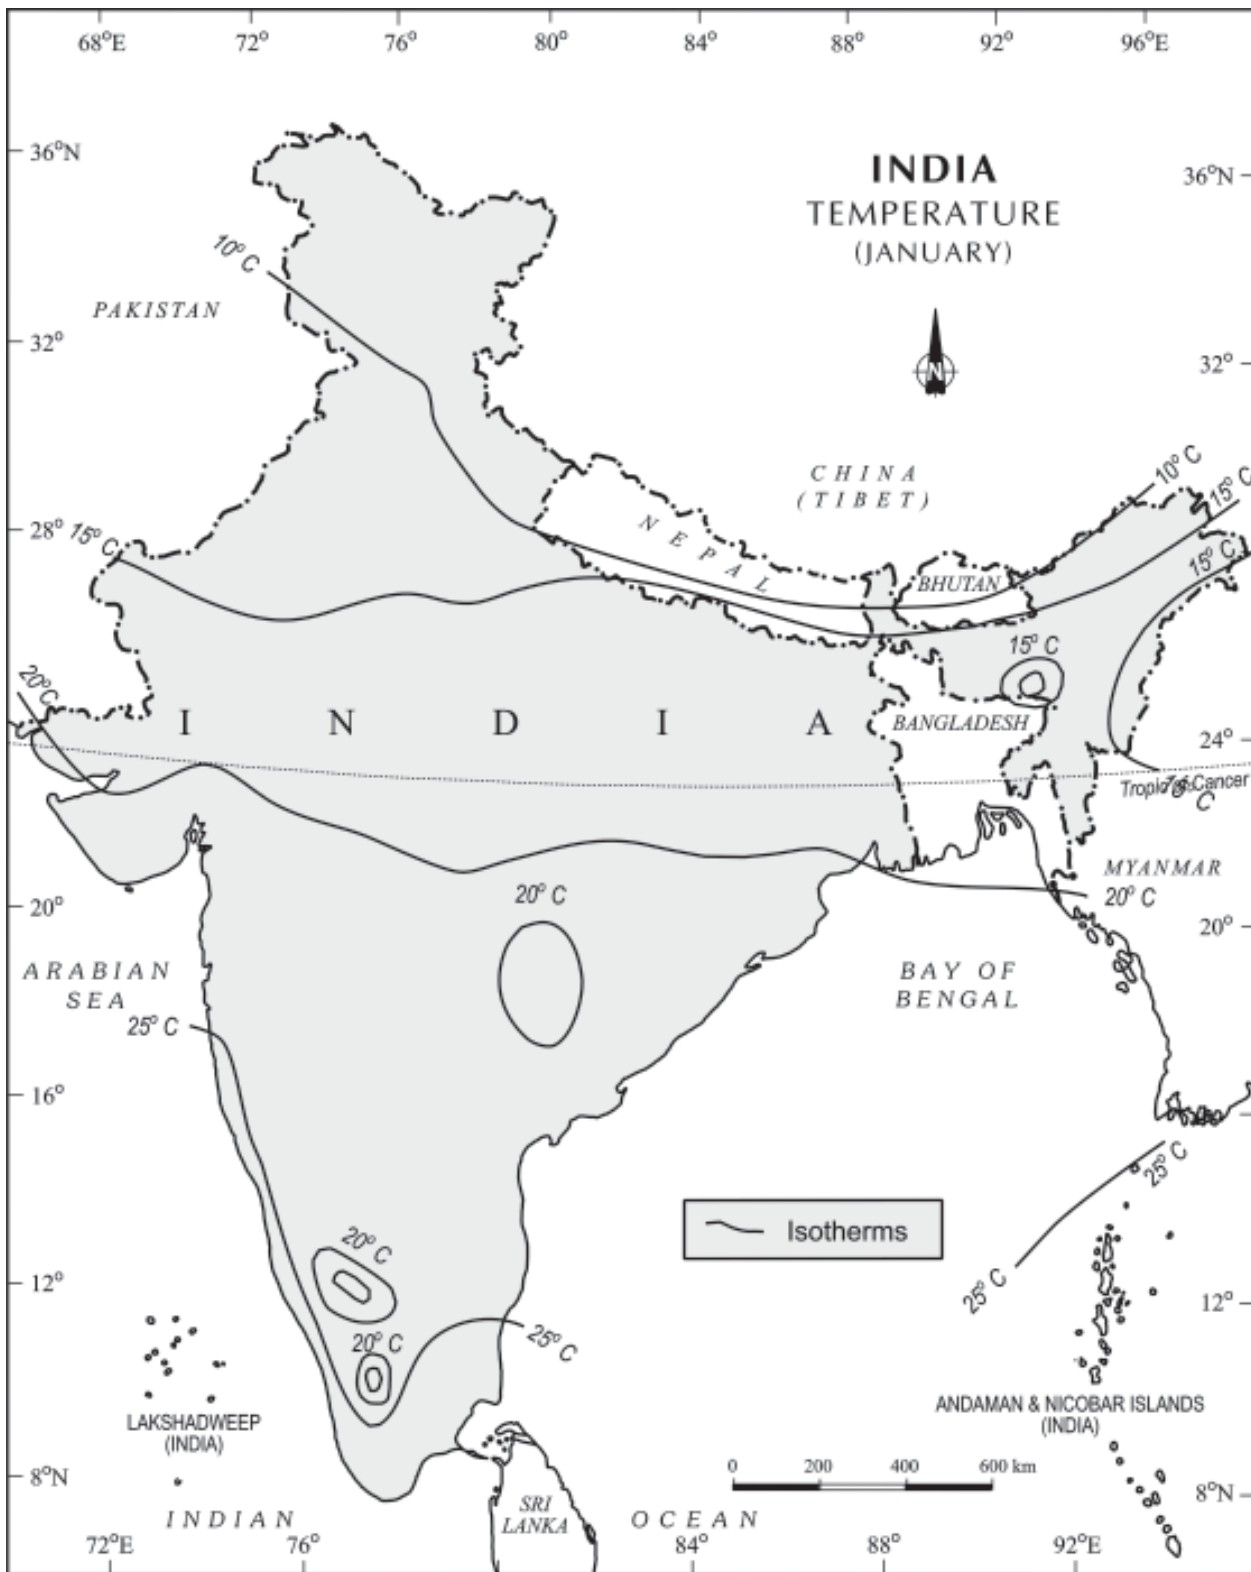 68°E 72° 76° 80° 84° 88° 92° 96°E
36°N
INDIA
TEMPERATURE
(JANUARY)
36°N
10° C
PAKISTAN
32°
N
32°
CHINA
(TIBET)
10° C
15° C
28°
15° C
NEPAL
BHUTAN
15° C
15° C
20° C
INDIA
BANGLADESH
24°
Tropic of Cancer
15° C
MYANMAR
20° C
20° C
20°
20°
ARABIAN
SEA
BAY OF
BENGAL
25° C
16°
25° C
Isotherms
20° C
25° C
12°
12°
20° C
25° C
LAKSHADWEEP
(INDIA)
ANDAMAN & NICOBAR ISLANDS
(INDIA)
8°N
0 200 400 600 km
8°N
SRI
LANKA
INDIAN OCEAN
72°E 76° 84° 88° 92°E